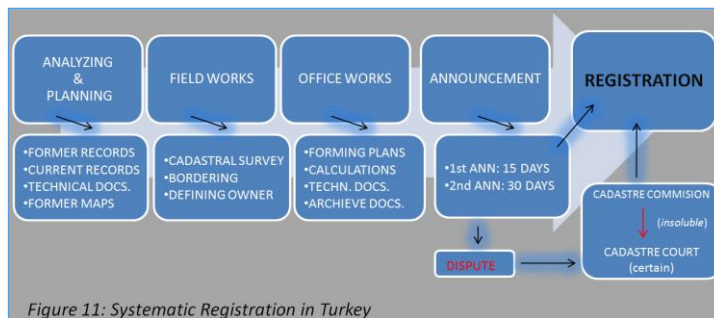 ANALYZING
&
PLANNING
FIELD WORKS
OFFICE WORKS
ANNOUNCEMENT
REGISTRATION
•FORMER RECORDS
•CURRENT RECORDS
•TECHNICAL DOCS.
•FORMER MAPS
•CADASTRAL SURVEY
•BORDERING
•DEFINING OWNER
•FORMING PLANS
•CALCULATIONS
•TECHN. DOCS.
•ARCHIEVE DOCS.
•1st ANN: 15 DAYS
•2nd ANN: 30 DAYS
CADASTRE COMMISION
(insoluble)
CADASTRE COURT
(certain)
DISPUTE
Figure 11: Systematic Registration in Turkey